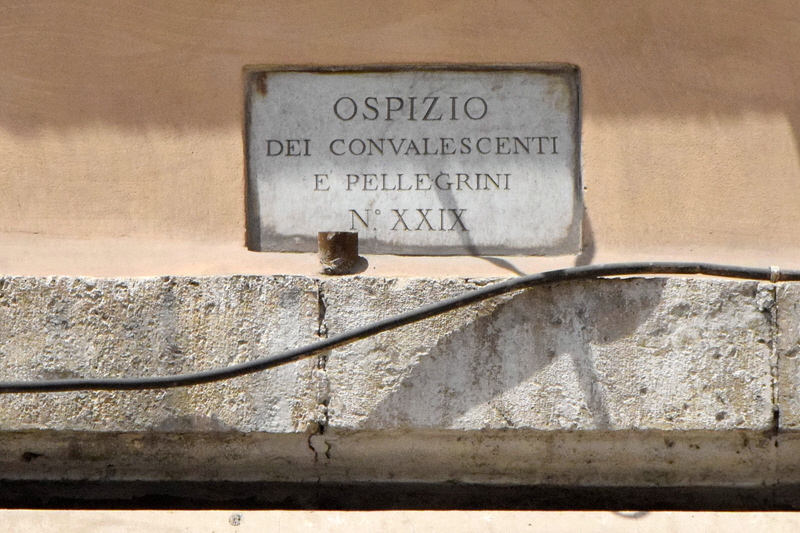 OSPIZIO
DEI CONVALESCENTI
E PELLEGRINI
N.° XXIX